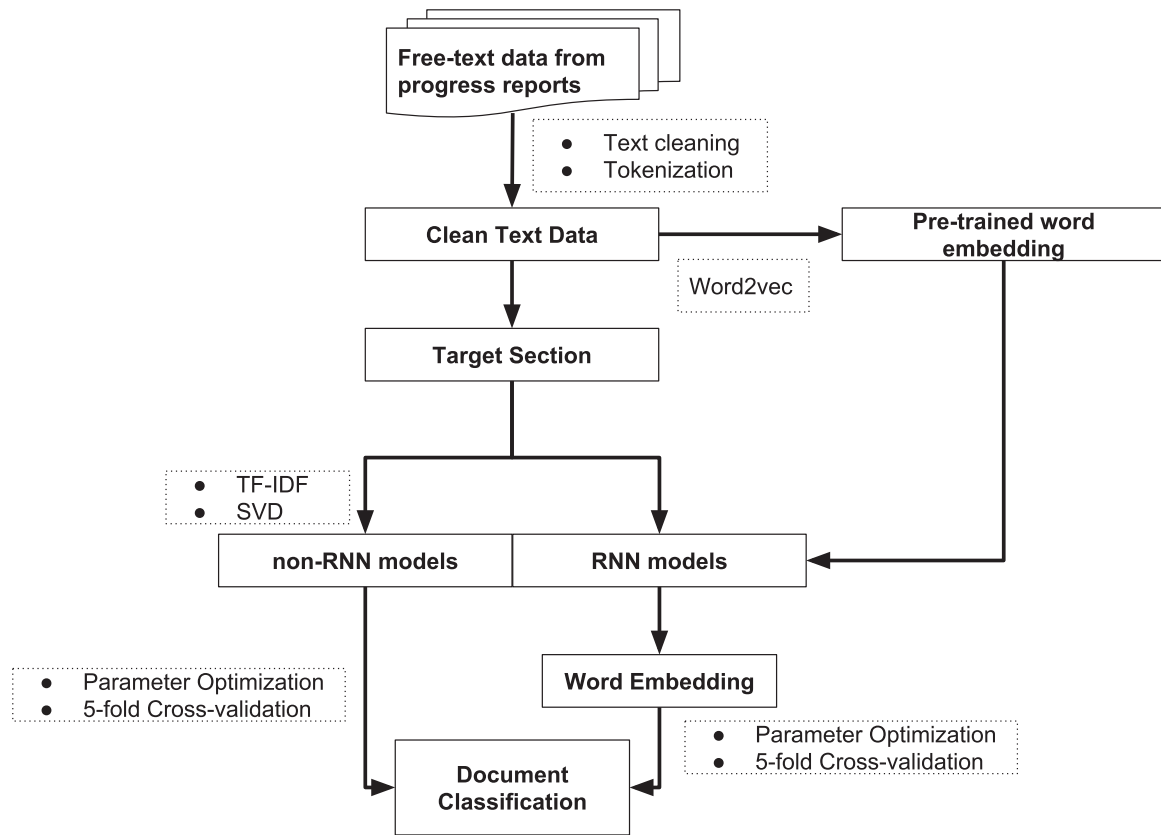 Free-text data from
progress reports
● Text cleaning
● Tokenization
Clean Text Data
Pre-trained word
embedding
Word2vec
Target Section
● TF-IDF
● SVD
non-RNN models
RNN models
Word Embedding
● Parameter Optimization
● 5-fold Cross-validation
● Parameter Optimization
● 5-fold Cross-validation
Document
Classification